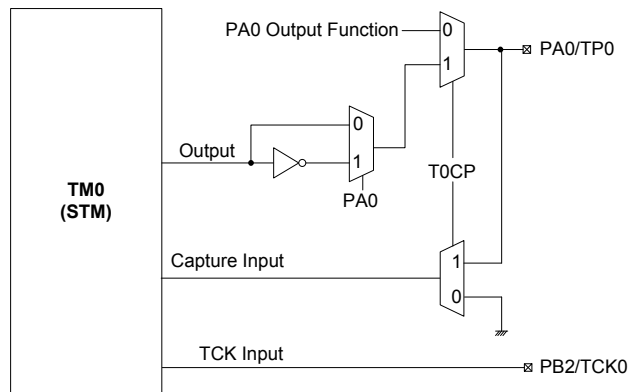 PA0 Output Function
0
1
PA0/TP0
0
1
Output
PA0
T0CP
TM0
(STM)
Capture Input
1
0
TCK Input
PB2/TCK0